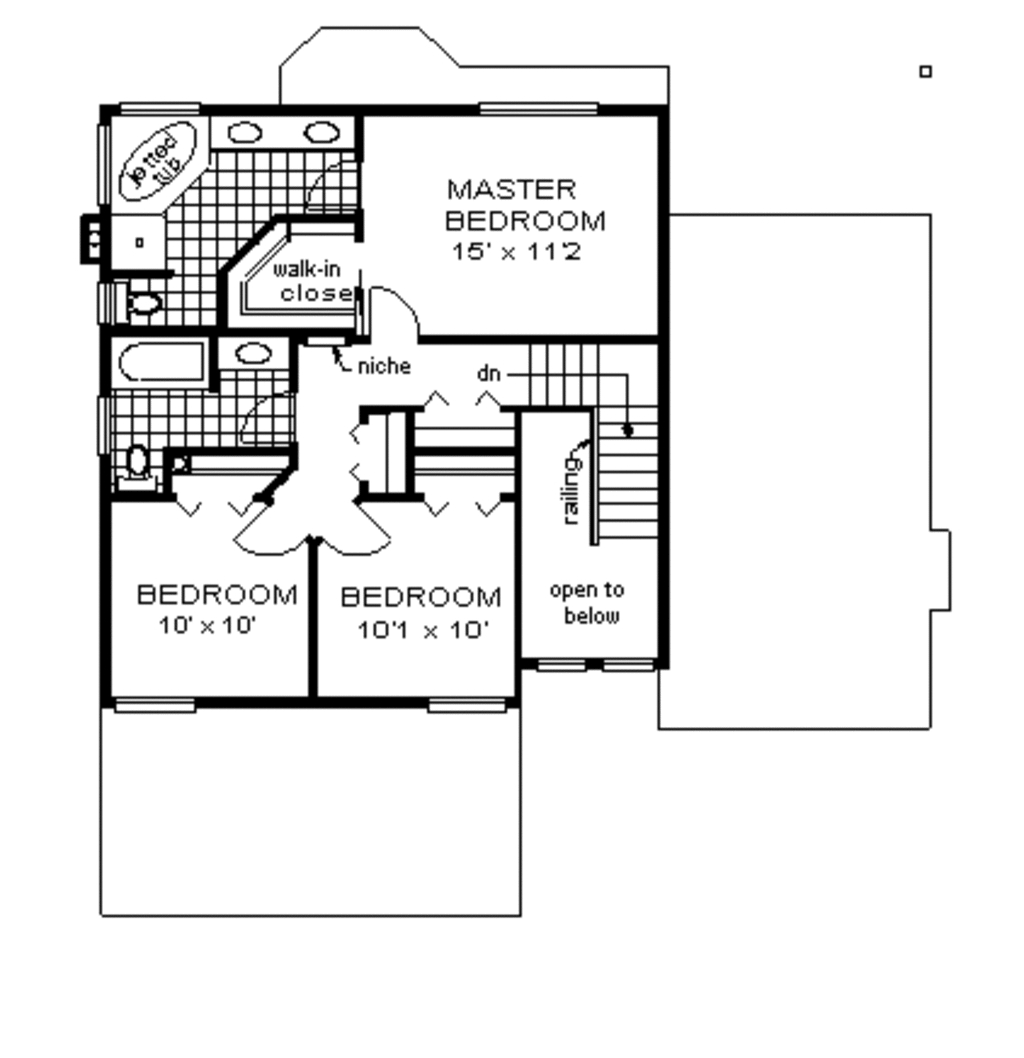 jetted
tub
MASTER
BEDROOM
15' x 11'2
walk-in
close
niche
dn
railing
open to
below
BEDROOM
10' x 10'
BEDROOM
10'1 x 10'